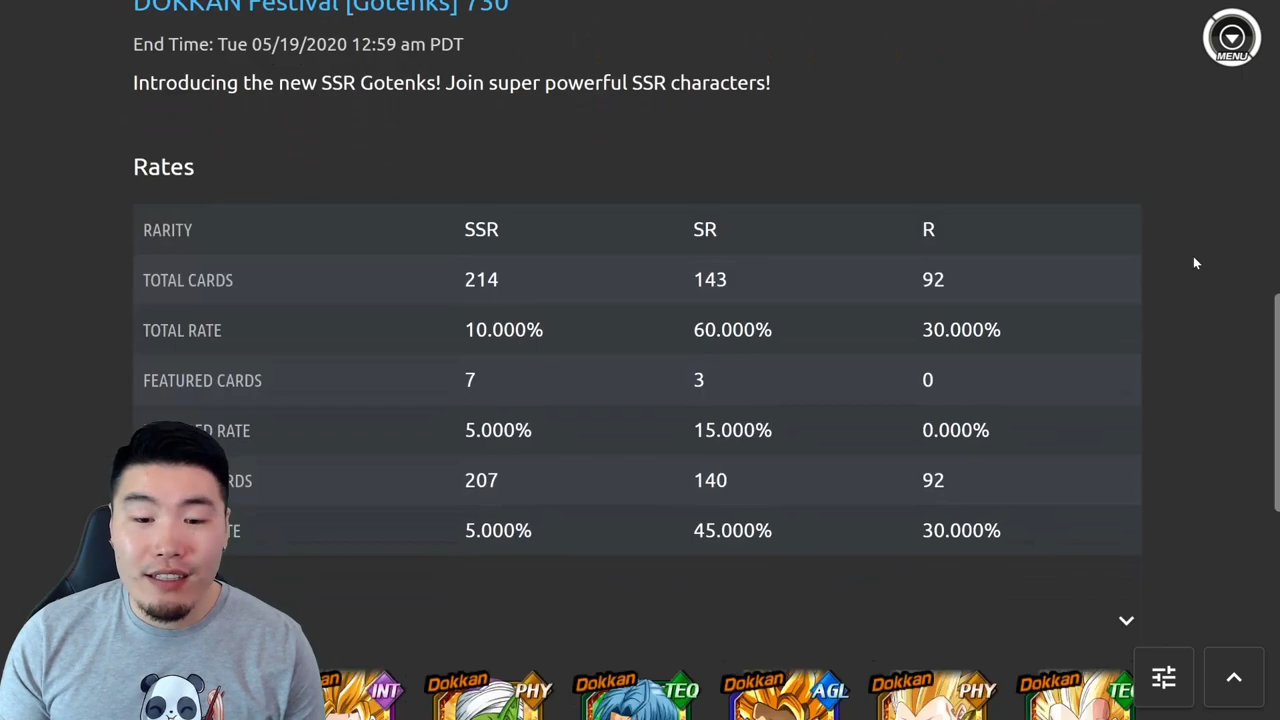 DOKKAN Festival [Gotenks] 730
End Time: Tue 05/19/2020 12:59 am PDT
MENU
Introducing the new SSR Gotenks! Join super powerful SSR characters!
Rates
RARITY SSR SR R
TOTAL CARDS 214 143 92
TOTAL RATE 10.000% 60.000% 30.000%
FEATURED CARDS 7 3 0
RATE 5.000% 15.000% 0.000%
207 140 92
5.000% 45.000% 30.000%
INT Dokkan PHY Dokkan TEQ Dokkan AGL Dokkan PHY Dokkan